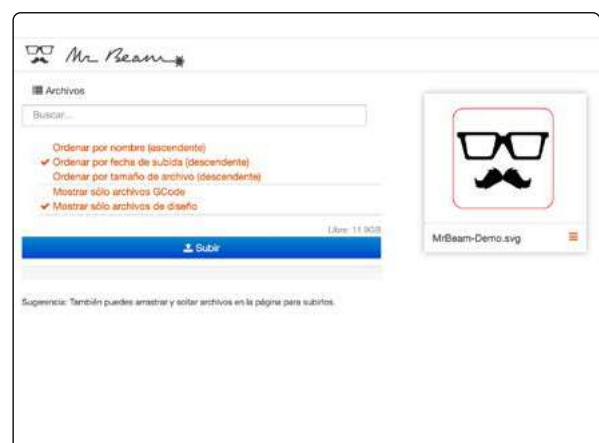 Mr Beam
Archivos
Buscar...
Ordenar por nombre (ascendente)
Ordenar por fecha de subida (descendente)
Ordenar por tamaño de archivo (descendente)
Mostrar sólo archivos GCode
Mostrar sólo archivos de diseño
Libre: 11.9GB
Subir
MrBeam-Demo.svg
Sugerencia: También puedes arrastrar y soltar archivos en la página para subirlos.